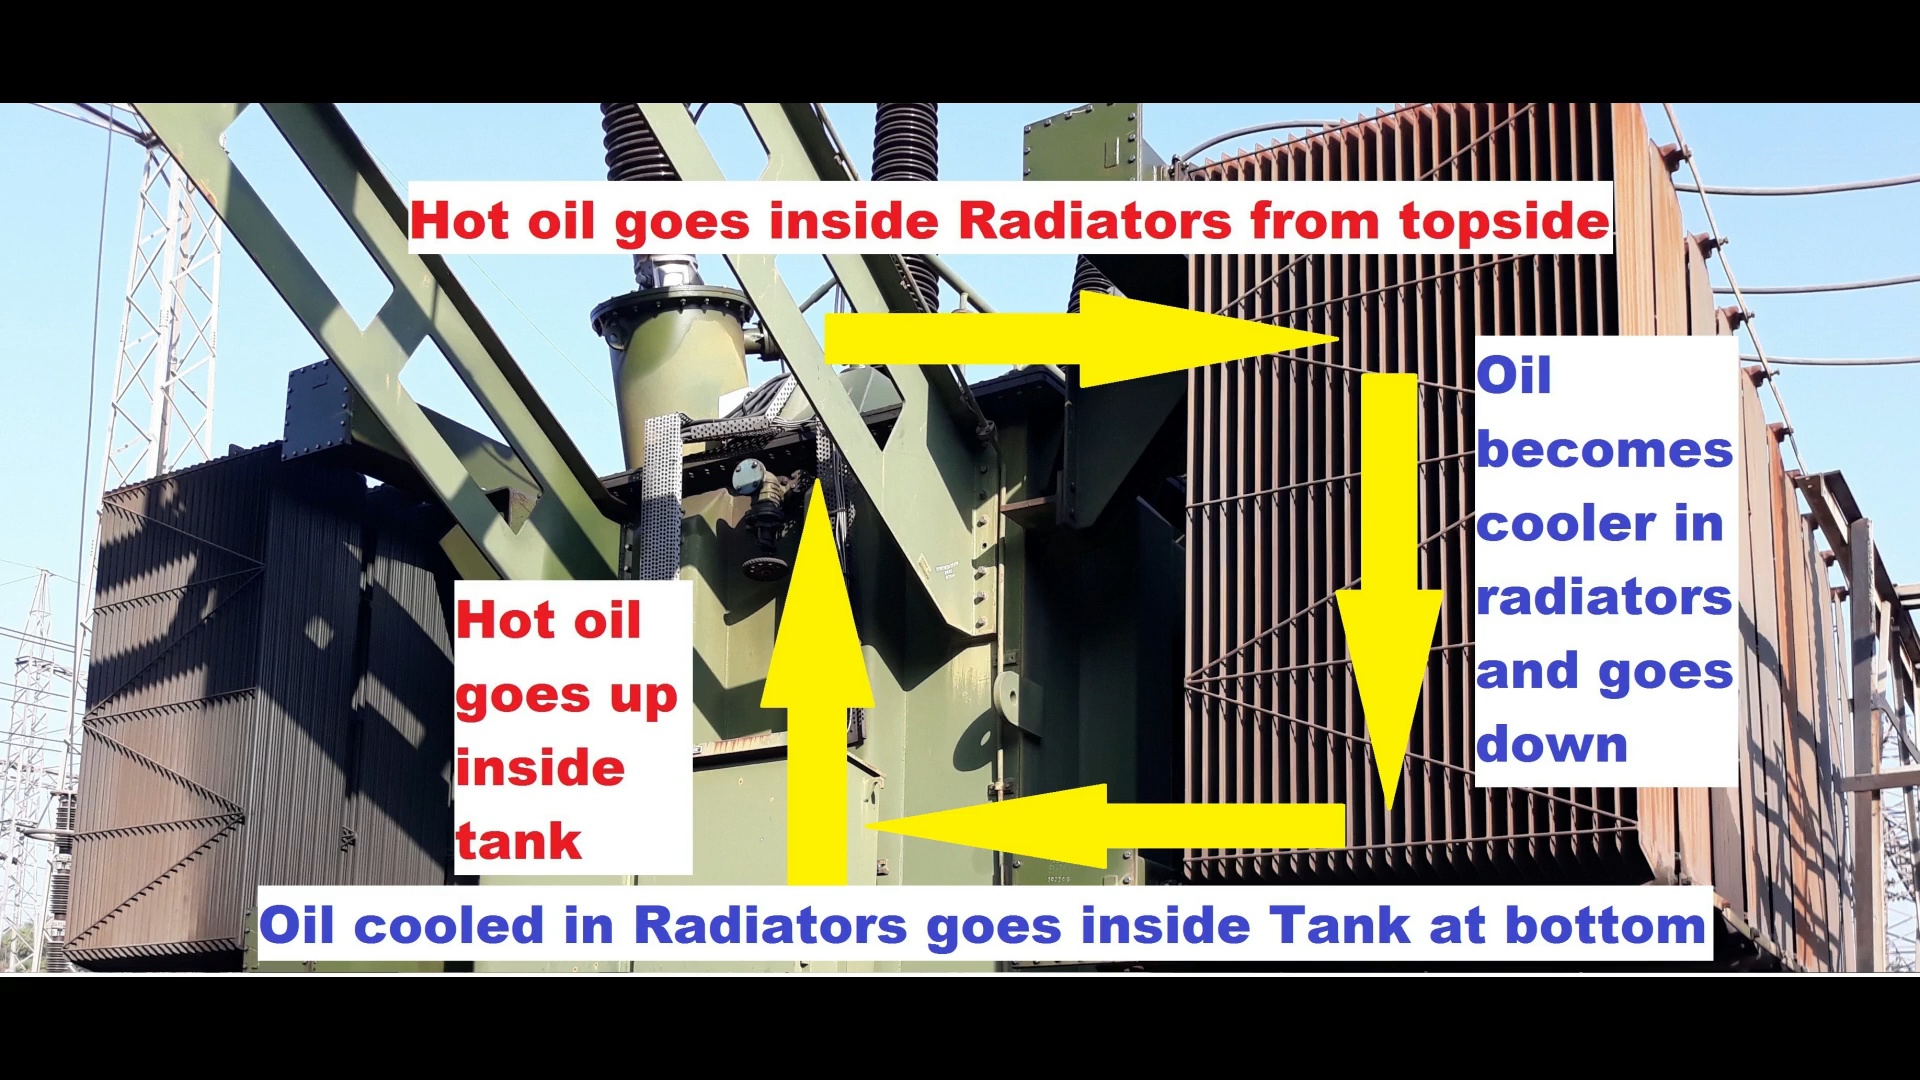 Hot oil goes inside Radiators from topside
Oil
becomes
cooler in
radiators
and goes
down
Hot oil
goes up
inside
tank
Oil cooled in Radiators goes inside Tank at bottom